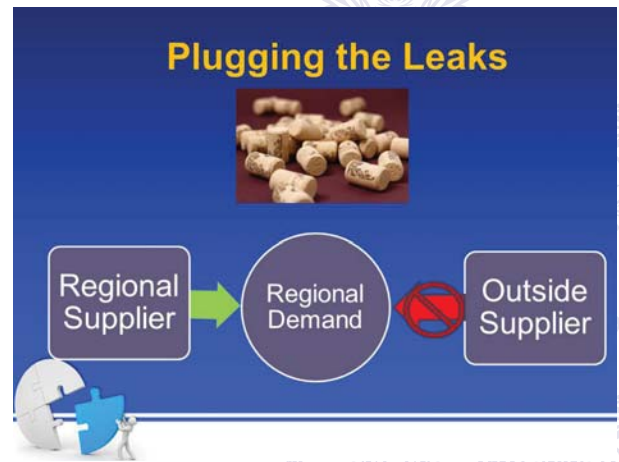 Plugging the Leaks
Regional
Supplier
Regional
Demand
Outside
Supplier